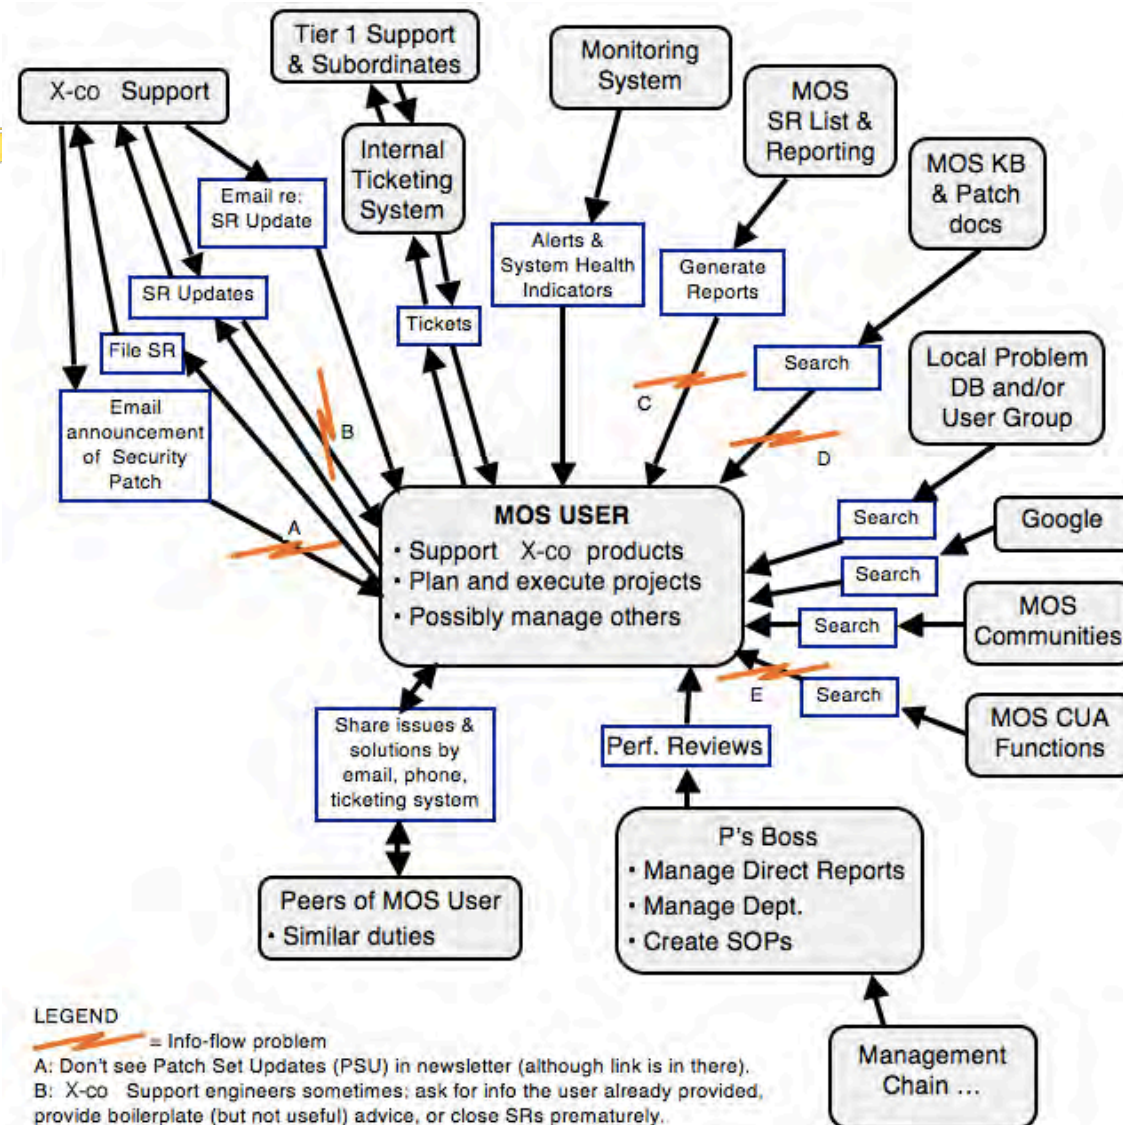 Tier 1 Support
& Subordinates
Monitoring
System
X-co Support
MOS
SR List &
Reporting
Internal
Ticketing
System
MOS KB
& Patch
docs
Email re:
SR Update
Alerts &
System Health
Indicators
Generate
Reports
SR Updates
Tickets
File SR
Search
Local Problem
DB and/or
User Group
Email
announcement
of Security
Patch
B
C
D
A
MOS USER
· Support X-co products
· Plan and execute projects
· Possibly manage others
Search
Google
Search
MOS
Communities
Search
E
Search
MOS CUA
Functions
Share issues &
solutions by
email, phone,
ticketing system
Perf. Reviews
P's Boss
· Manage Direct Reports
· Manage Dept.
· Create SOPs
Peers of MOS User
· Similar duties
Management
Chain ...
LEGEND
= Info-flow problem
A: Don't see Patch Set Updates (PSU) in newsletter (although link is in there).
B: X-co Support engineers sometimes: ask for info the user already provided,
provide boilerplate (but not useful) advice, or close SRs prematurely.